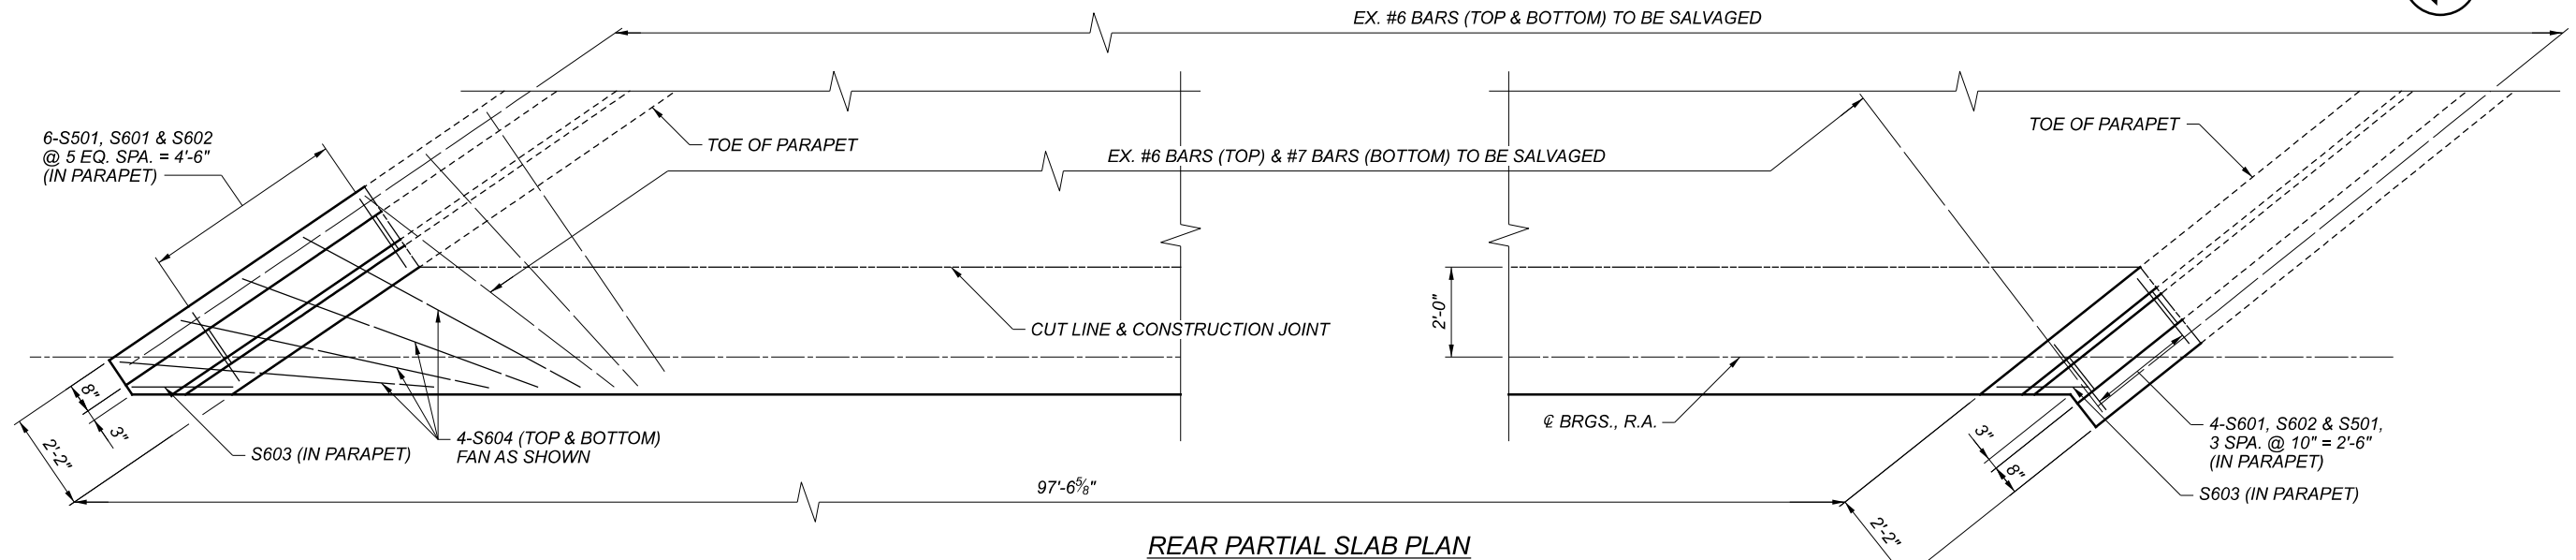 EX. #6 BARS (TOP & BOTTOM) TO BE SALVAGED
6-S501, S601 & S602
@ 5 EQ. SPA. = 4'-6"
(IN PARAPET)
TOE OF PARAPET
EX. #6 BARS (TOP) & #7 BARS (BOTTOM) TO BE SALVAGED
TOE OF PARAPET
2'-0"
CUT LINE & CONSTRUCTION JOINT
8"
3"
2'-2"
S603 (IN PARAPET)
4-S604 (TOP & BOTTOM)
FAN AS SHOWN
℄ BRGS., R.A.
3"
8"
4-S601, S602 & S501,
3 SPA. @ 10" = 2'-6"
(IN PARAPET)
S603 (IN PARAPET)
97'-6⅝"
2'-2"
REAR PARTIAL SLAB PLAN